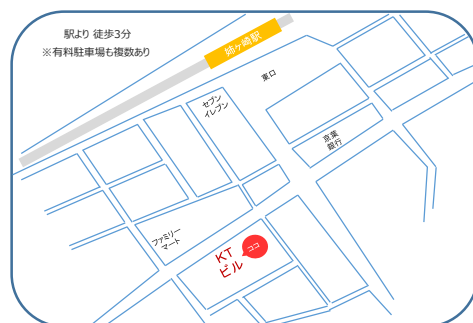 駅より 徒歩3分
※有料駐車場も複数あり
姉ヶ崎駅
東口
セブン
イレブン
京葉
銀行
ファミリー
マート
KT
ビル
ココ